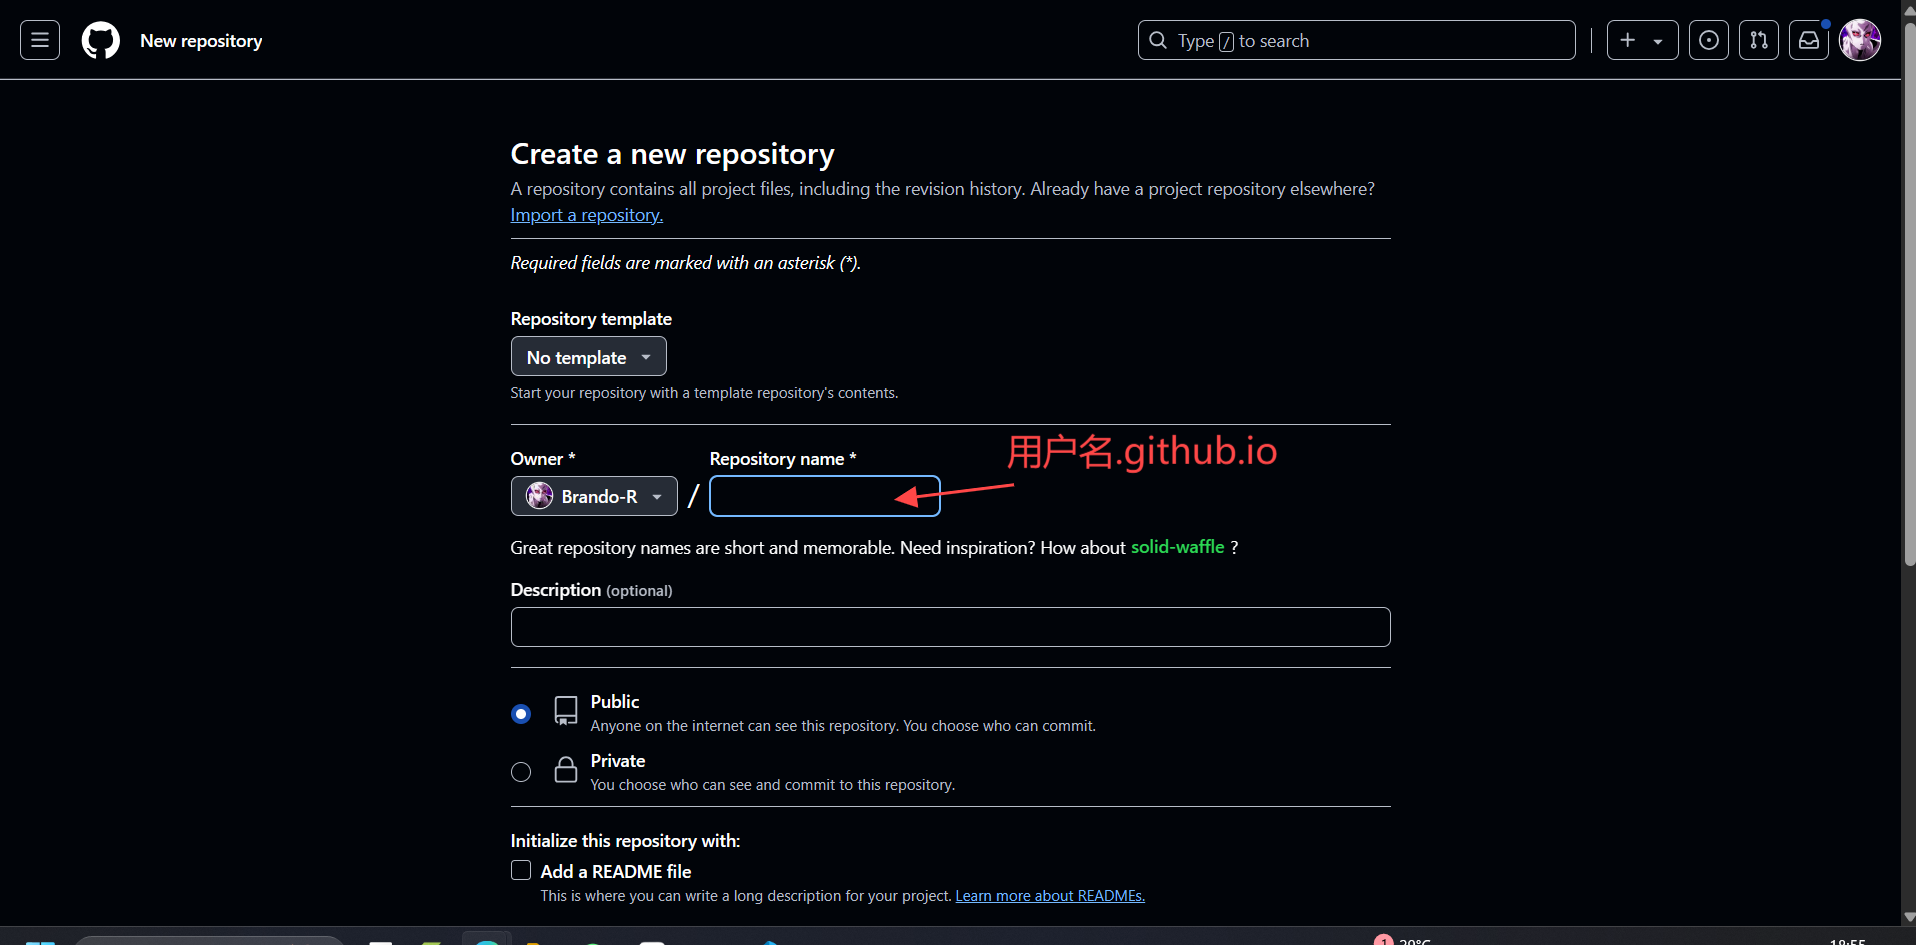 New repository
Type / to search
Create a new repository
A repository contains all project files, including the revision history. Already have a project repository elsewhere?
Import a repository.
Required fields are marked with an asterisk (*).
Repository template
No template
Start your repository with a template repository's contents.
用户名.github.io
Owner *
Repository name *
Brando-R
/
Great repository names are short and memorable. Need inspiration? How about solid-waffle ?
Description (optional)
Public
Anyone on the internet can see this repository. You choose who can commit.
Private
You choose who can see and commit to this repository.
Initialize this repository with:
Add a README file
This is where you can write a long description for your project. Learn more about READMEs.